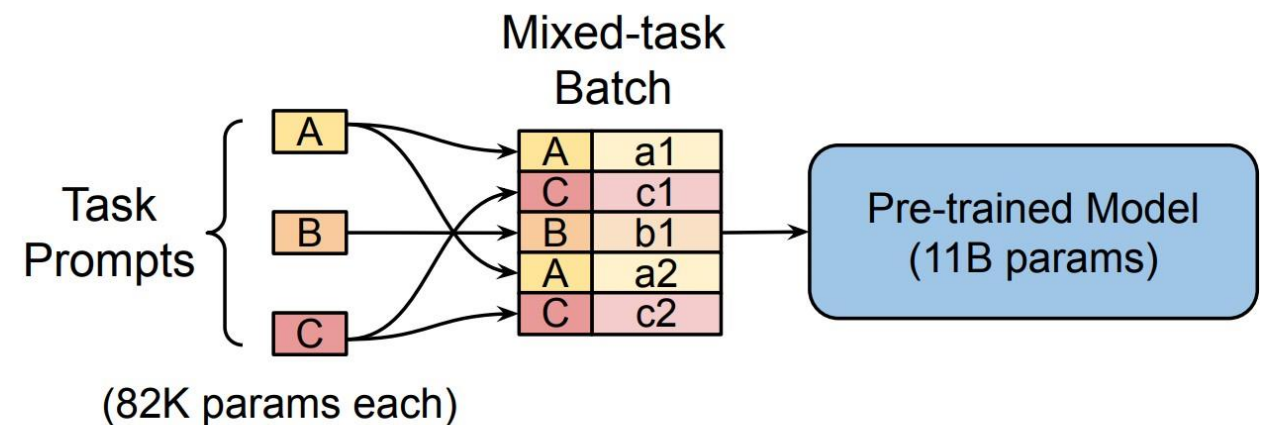 Mixed-task
Batch
Task
Prompts
A
B
C
(82K params each)
A a1
C c1
B b1
A a2
C c2
Pre-trained Model
(11B params)